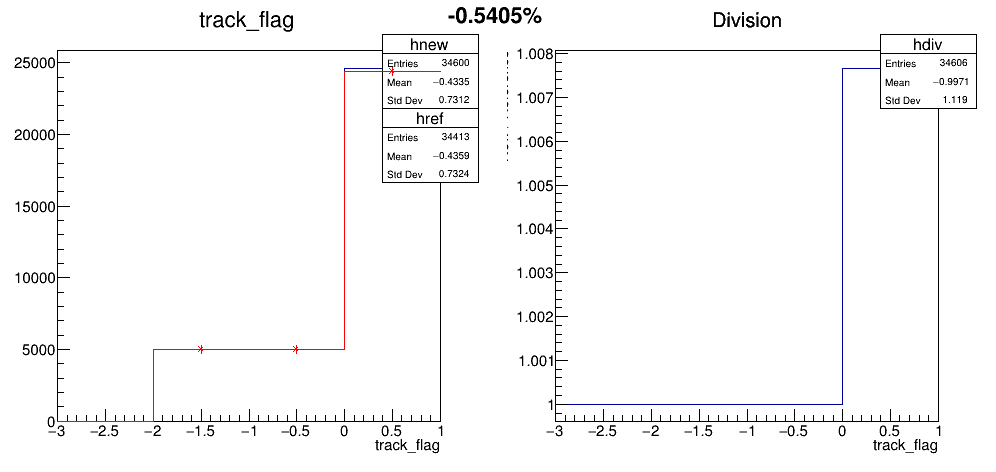 track_flag
-0.5405%
Division
hnew
Entries 34600
Mean −0.4335
Std Dev 0.7312
href
Entries 34413
Mean −0.4359
Std Dev 0.7324
25000
20000
15000
10000
5000
0
−3 −2.5 −2 −1.5 −1 −0.5 0 0.5 1
track_flag
hdiv
Entries 34606
Mean −0.9971
Std Dev 1.119
1.008
1.007
1.006
1.005
1.004
1.003
1.002
1.001
1
−3 −2.5 −2 −1.5 −1 −0.5 0 0.5 1
track_flag